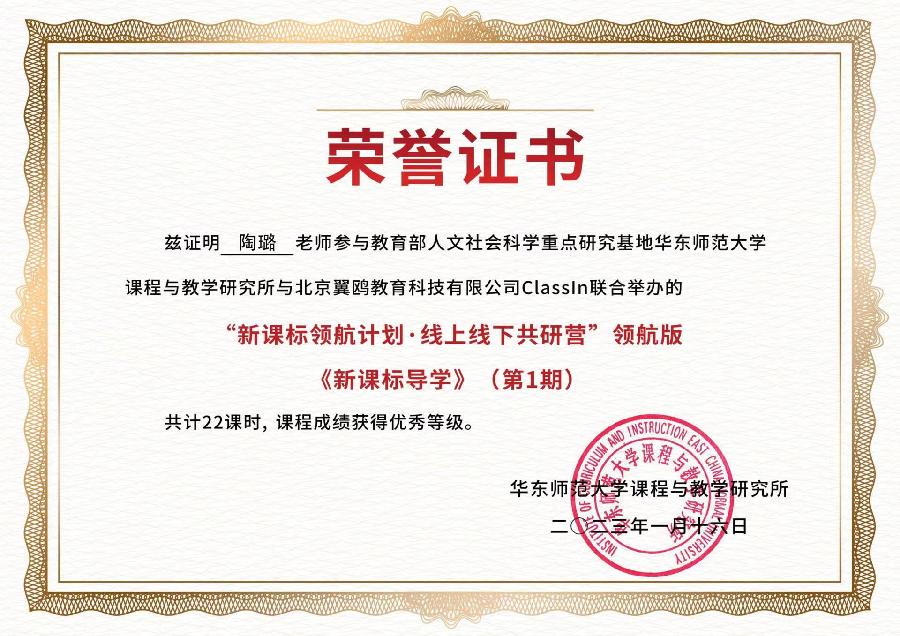 荣誉证书
兹证明 陶璐 老师参与教育部人文社会科学重点研究基地华东师范大学
课程与教学研究所与北京翼鸥教育科技有限公司ClassIn联合举办的
“新课标领航计划·线上线下共研营”领航版
《新课标导学》（第1期）
共计22课时, 课程成绩获得优秀等级。
华东师范大学课程与教学研究所
二〇二三年一月十六日
INSTITUTE OF CURRICULUM AND INSTRUCTION EAST CHINA NORMAL UNIVERSITY
华东师范大学课程与教学研究所